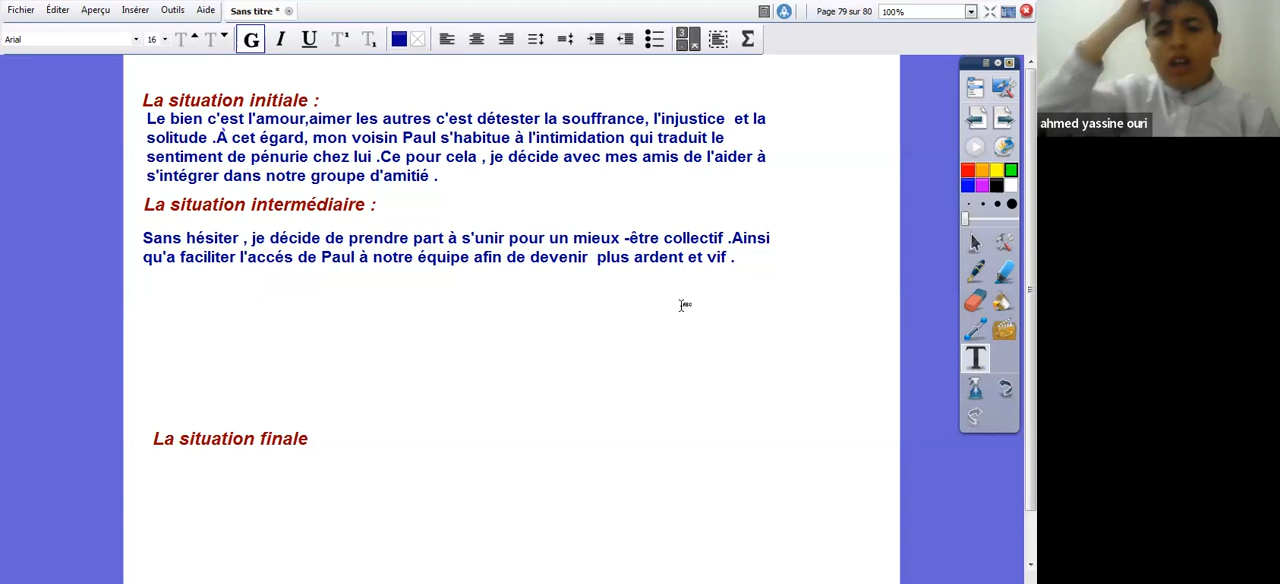 Fichier Éditer Aperçu Insérer Outils Aide Sans titre * Page 79 sur 80 100%
Arial 16 T T G I U T¹ T₁ 3 Σ
La situation initiale :
Le bien c'est l'amour,aimer les autres c'est détester la souffrance, l'injustice et la
solitude .À cet égard, mon voisin Paul s'habitue à l'intimidation qui traduit le
sentiment de pénurie chez lui .Ce pour cela , je décide avec mes amis de l'aider à
s'intégrer dans notre groupe d'amitié .
La situation intermédiaire :
Sans hésiter , je décide de prendre part à s'unir pour un mieux -être collectif .Ainsi
qu'a faciliter l'accés de Paul à notre équipe afin de devenir plus ardent et vif .
La situation finale
T
ahmed yassine ouri